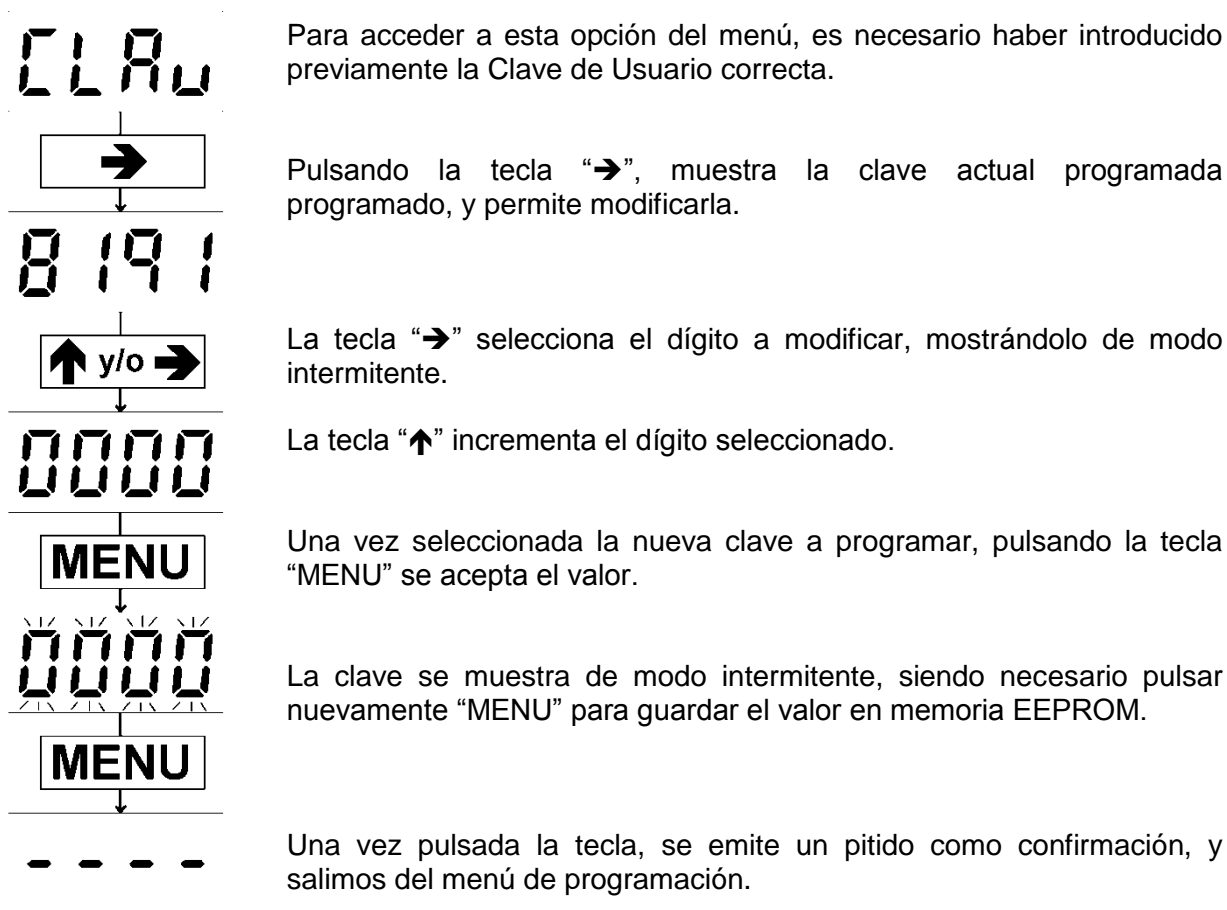 CLAu
Para acceder a esta opción del menú, es necesario haber introducido
previamente la Clave de Usuario correcta.
➔
Pulsando la tecla “➔”, muestra la clave actual programada
programado, y permite modificarla.
8191
🡹 y/o ➔
La tecla “➔” selecciona el dígito a modificar, mostrándolo de modo
intermitente.
0000
La tecla “🡹” incrementa el dígito seleccionado.
MENU
Una vez seleccionada la nueva clave a programar, pulsando la tecla
“MENU” se acepta el valor.
0000
La clave se muestra de modo intermitente, siendo necesario pulsar
nuevamente “MENU” para guardar el valor en memoria EEPROM.
MENU
- - - -
Una vez pulsada la tecla, se emite un pitido como confirmación, y
salimos del menú de programación.